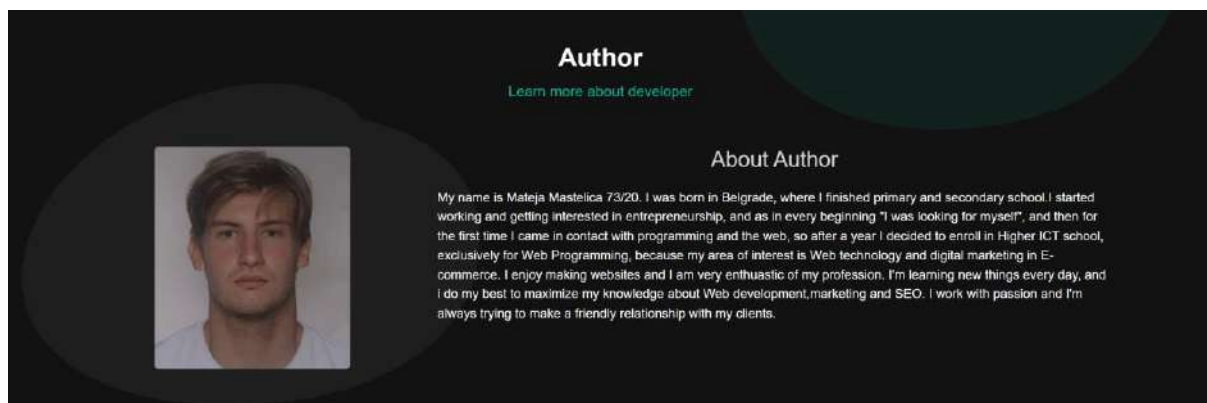 Author
Learn more about developer
About Author
My name is Mateja Mastelica 73/20. I was born in Belgrade, where I finished primary and secondary school.I started
working and getting interested in entrepreneurship, and as in every beginning "I was looking for myself", and then for
the first time I came in contact with programming and the web, so after a year I decided to enroll in Higher ICT school,
exclusively for Web Programming, because my area of interest is Web technology and digital marketing in E-
commerce. I enjoy making websites and I am very enthuastic of my profession. I'm learning new things every day, and
i do my best to maximize my knowledge about Web development,marketing and SEO. I work with passion and I'm
always trying to make a friendly relationship with my clients.